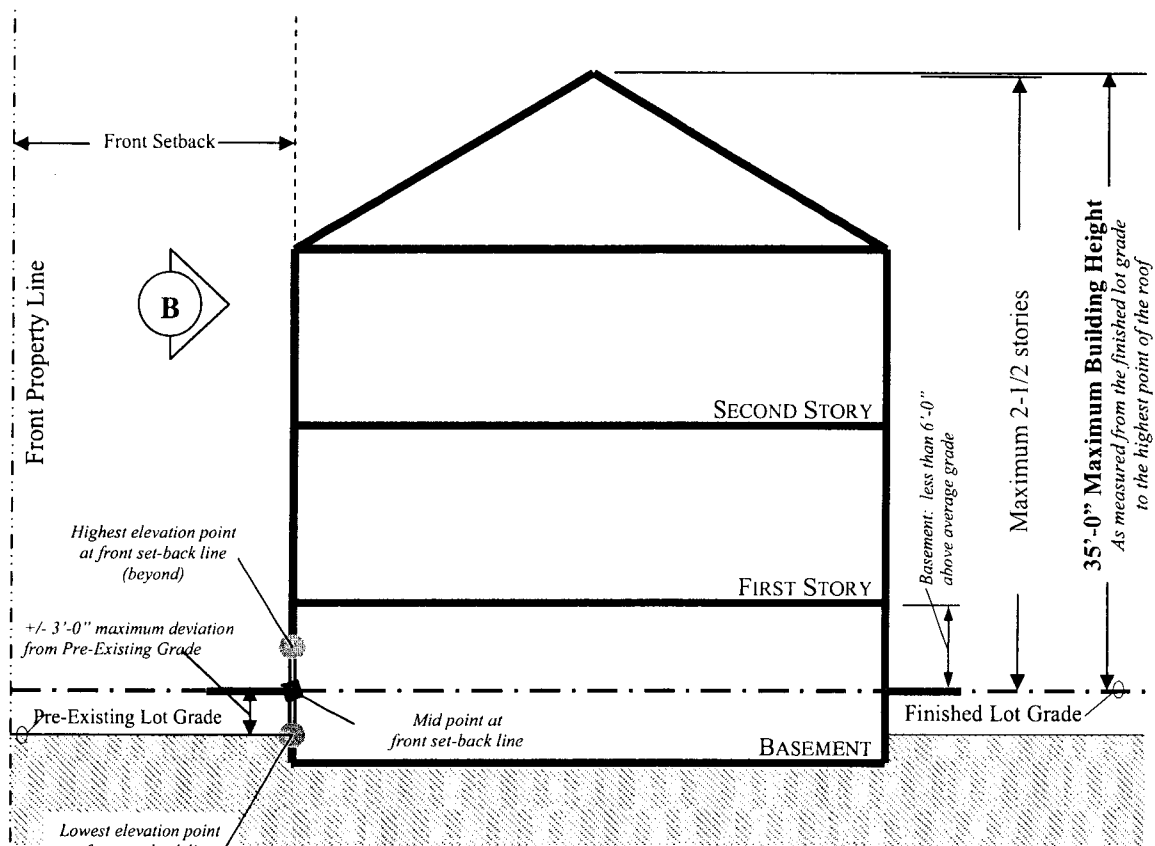 Front Setback
Front Property Line
B
SECOND STORY
FIRST STORY
BASEMENT
Highest elevation point
at front set-back line
(beyond)
+/- 3'-0" maximum deviation
from Pre-Existing Grade
Pre-Existing Lot Grade
Mid point at
front set-back line
Lowest elevation point
Basement: less than 6'-0"
above average grade
Maximum 2-1/2 stories
35'-0" Maximum Building Height
As measured from the finished lot grade
to the highest point of the roof
Finished Lot Grade